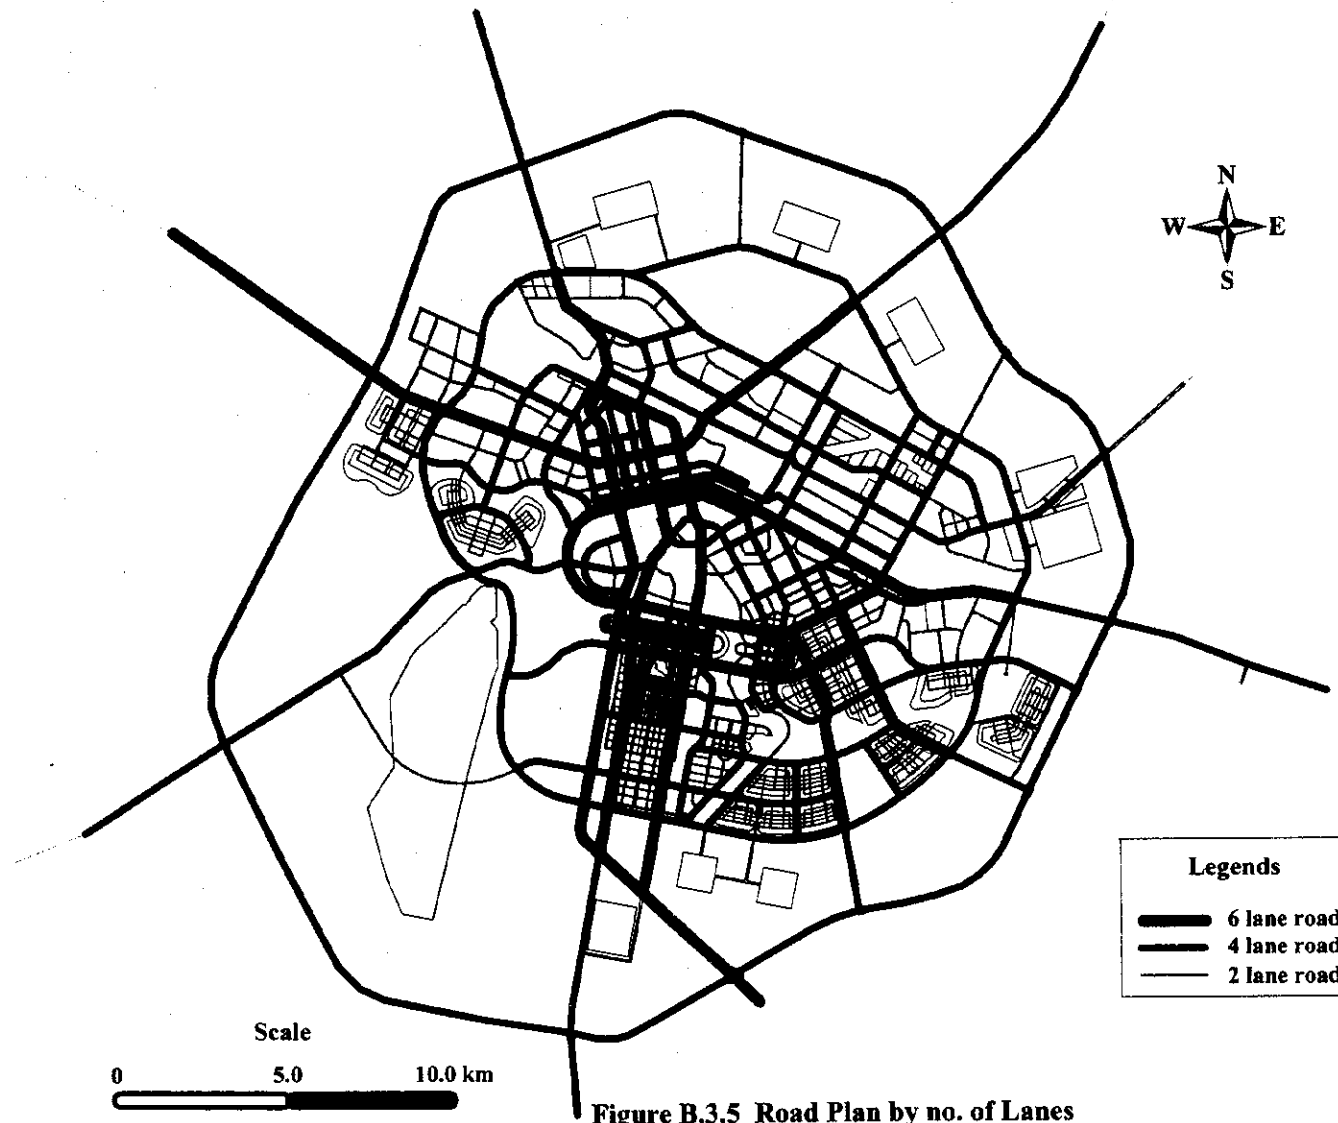 N
W E
S
Legends
6 lane road
4 lane road
2 lane road
Scale
0 5.0 10.0 km
Figure B.3.5 Road Plan by no. of Lanes